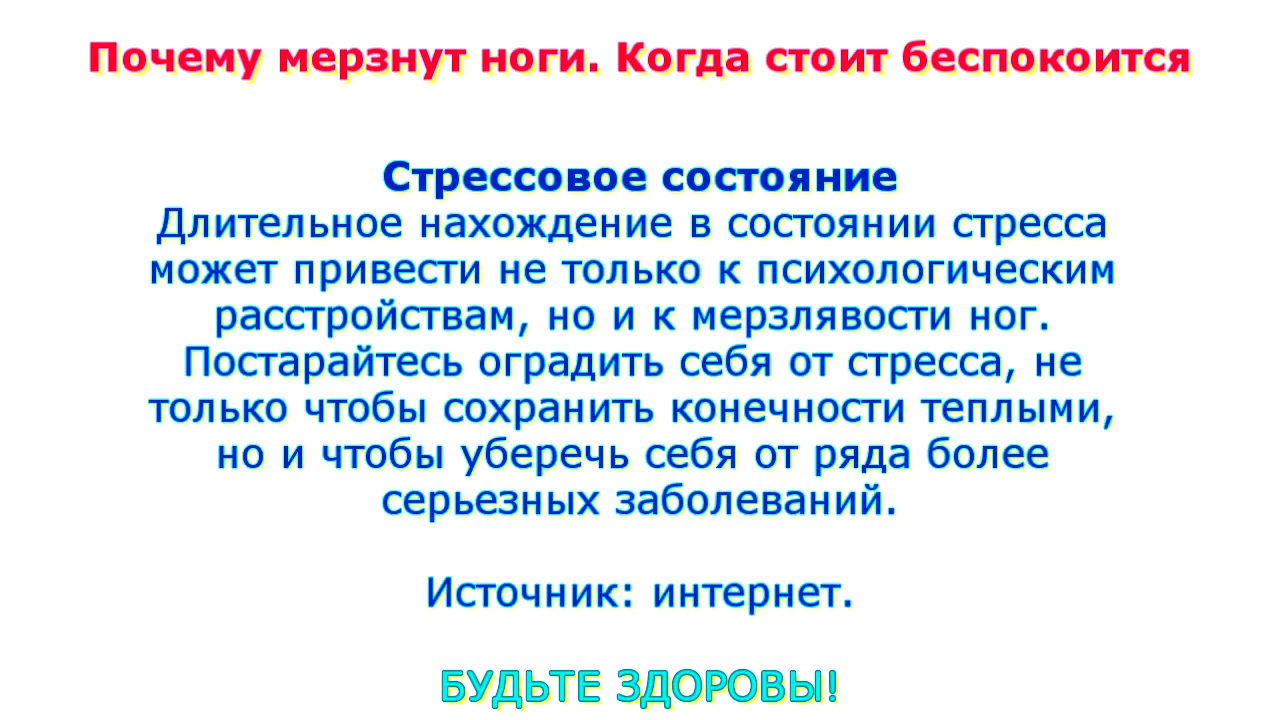 Почему мерзнут ноги. Когда стоит беспокоится
Стрессовое состояние
Длительное нахождение в состоянии стресса
может привести не только к психологическим
расстройствам, но и к мерзлявости ног.
Постарайтесь оградить себя от стресса, не
только чтобы сохранить конечности теплыми,
но и чтобы уберечь себя от ряда более
серьезных заболеваний.
Источник: интернет.
БУДЬТЕ ЗДОРОВЫ!